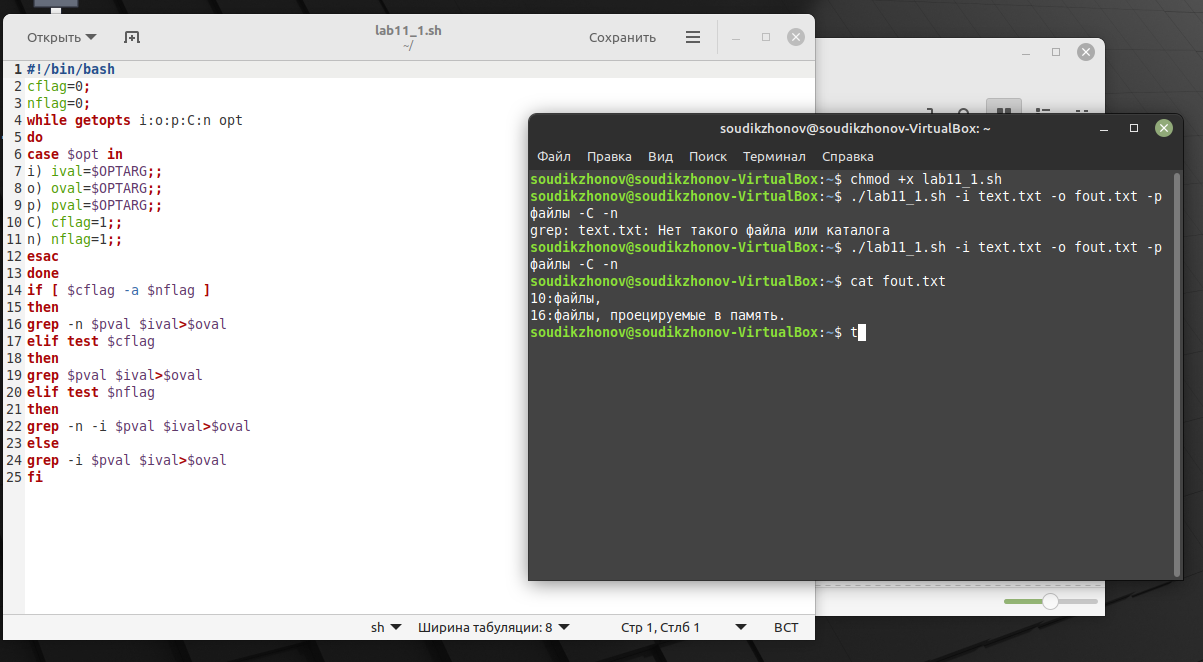 Открыть
lab11_1.sh
~/
Сохранить
1 #!/bin/bash
2 cflag=0;
3 nflag=0;
4 while getopts i:o:p:C:n opt
5 do
6 case $opt in
7 i) ival=$OPTARG;;
8 o) oval=$OPTARG;;
9 p) pval=$OPTARG;;
10 C) cflag=1;;
11 n) nflag=1;;
12 esac
13 done
14 if [ $cflag -a $nflag ]
15 then
16 grep -n $pval $ival>$oval
17 elif test $cflag
18 then
19 grep $pval $ival>$oval
20 elif test $nflag
21 then
22 grep -n -i $pval $ival>$oval
23 else
24 grep -i $pval $ival>$oval
25 fi
sh
Ширина табуляции: 8
Стр 1, Стлб 1
ВСТ
soudikzhonov@soudikzhonov-VirtualBox: ~
Файл Правка Вид Поиск Терминал Справка
soudikzhonov@soudikzhonov-VirtualBox:~$ chmod +x lab11_1.sh
soudikzhonov@soudikzhonov-VirtualBox:~$ ./lab11_1.sh -i text.txt -o fout.txt -p
файлы -C -n
grep: text.txt: Нет такого файла или каталога
soudikzhonov@soudikzhonov-VirtualBox:~$ ./lab11_1.sh -i text.txt -o fout.txt -p
файлы -C -n
soudikzhonov@soudikzhonov-VirtualBox:~$ cat fout.txt
10:файлы,
16:файлы, проецируемые в память.
soudikzhonov@soudikzhonov-VirtualBox:~$ t